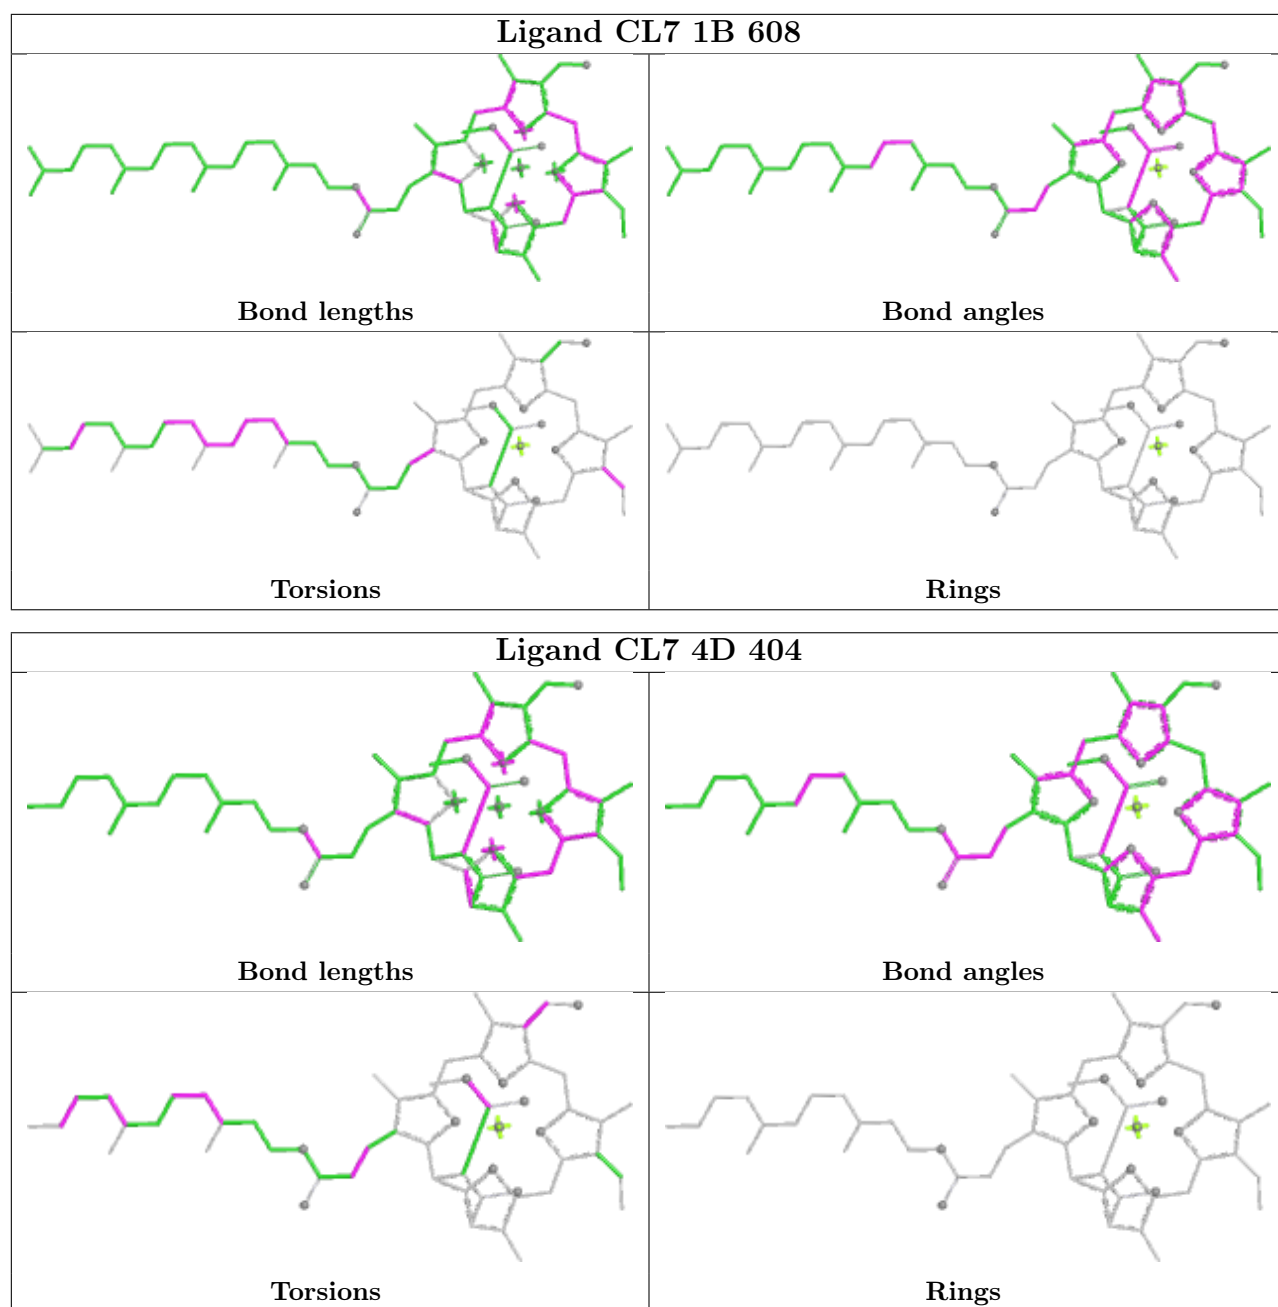 Ligand CL7 1B 608
Bond lengths
Bond angles
Torsions
Rings
Ligand CL7 4D 404
Bond lengths
Bond angles
Torsions
Rings